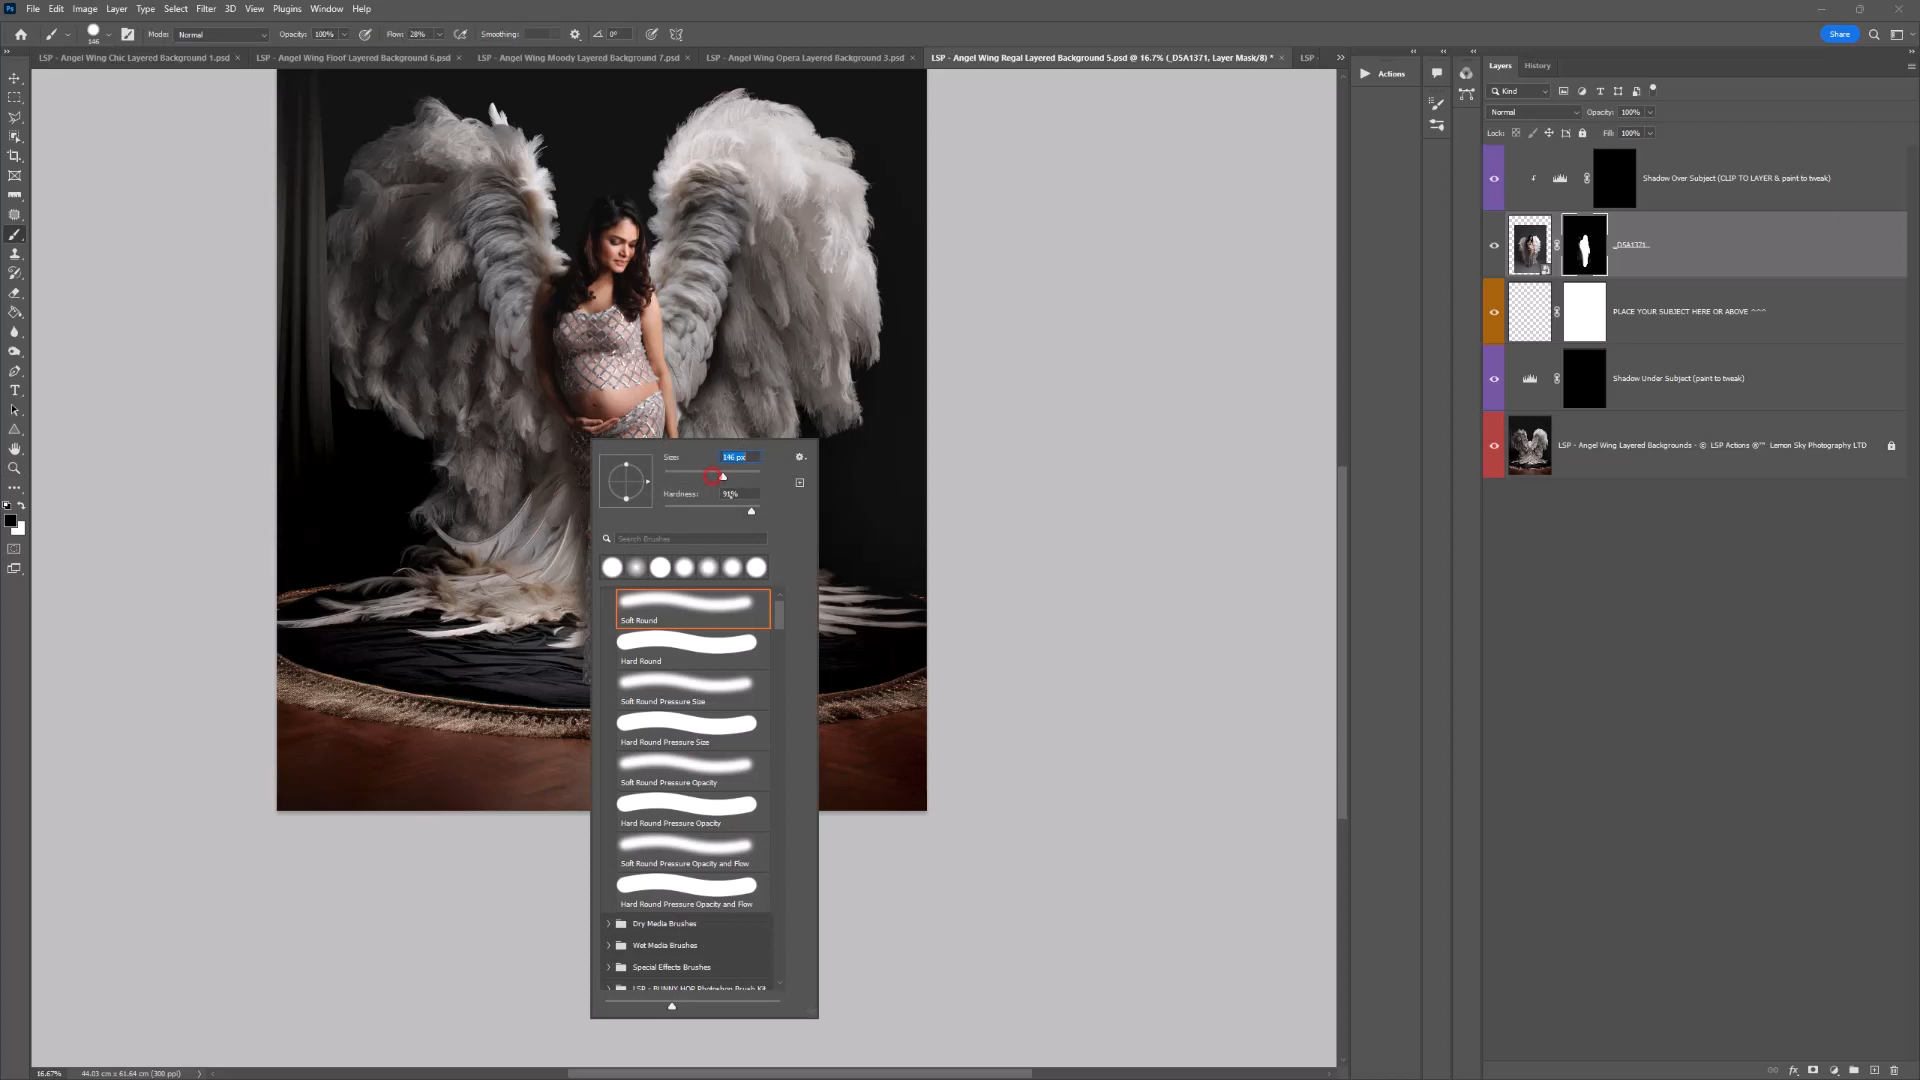 Ps File Edit Image Layer Type Select Filter 3D View Plugins Window Help
146 Mode: Normal Opacity: 100% Flow: 28% Smoothing: 0° Share
LSP - Angel Wing Chic Layered Background 1.psd × LSP - Angel Wing Floof Layered Background 6.psd × LSP - Angel Wing Moody Layered Background 7.psd × LSP - Angel Wing Opera Layered Background 3.psd × LSP - Angel Wing Regal Layered Background 5.psd @ 16.7% (_D5A1371, Layer Mask/8) * × LSP
Actions
Layers History
Kind
Normal Opacity: 100%
Lock: Fill: 100%
Shadow Over Subject (CLIP TO LAYER & paint to tweak)
_D5A1371
PLACE YOUR SUBJECT HERE OR ABOVE ^^^
Shadow Under Subject (paint to tweak)
LSP - Angel Wing Layered Backgrounds - © LSP Actions ®™ Lemon Sky Photography LTD
Size: 146 px
Hardness: 91%
Search Brushes
Soft Round
Hard Round
Soft Round Pressure Size
Hard Round Pressure Size
Soft Round Pressure Opacity
Hard Round Pressure Opacity
Soft Round Pressure Opacity and Flow
Hard Round Pressure Opacity and Flow
Dry Media Brushes
Wet Media Brushes
Special Effects Brushes
LSP - BUNNY HOP Photoshop Brush Kit
16.67% 44.03 cm x 61.64 cm (300 ppi)